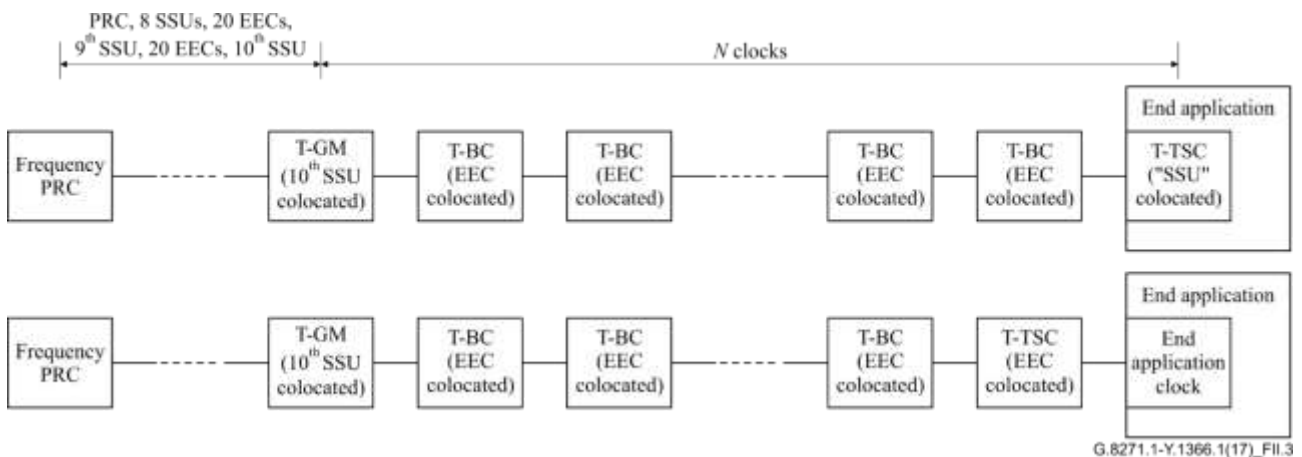 PRC, 8 SSUs, 20 EECs,
9th SSU, 20 EECs, 10th SSU
N clocks
End application
Frequency
PRC
T-GM
(10th SSU
colocated)
T-BC
(EEC
colocated)
T-BC
(EEC
colocated)
T-BC
(EEC
colocated)
T-BC
(EEC
colocated)
T-TSC
("SSU"
colocated)
End application
Frequency
PRC
T-GM
(10th SSU
colocated)
T-BC
(EEC
colocated)
T-BC
(EEC
colocated)
T-BC
(EEC
colocated)
T-TSC
(EEC
colocated)
End
application
clock
G.8271.1-Y.1366.1(17)_FII.3